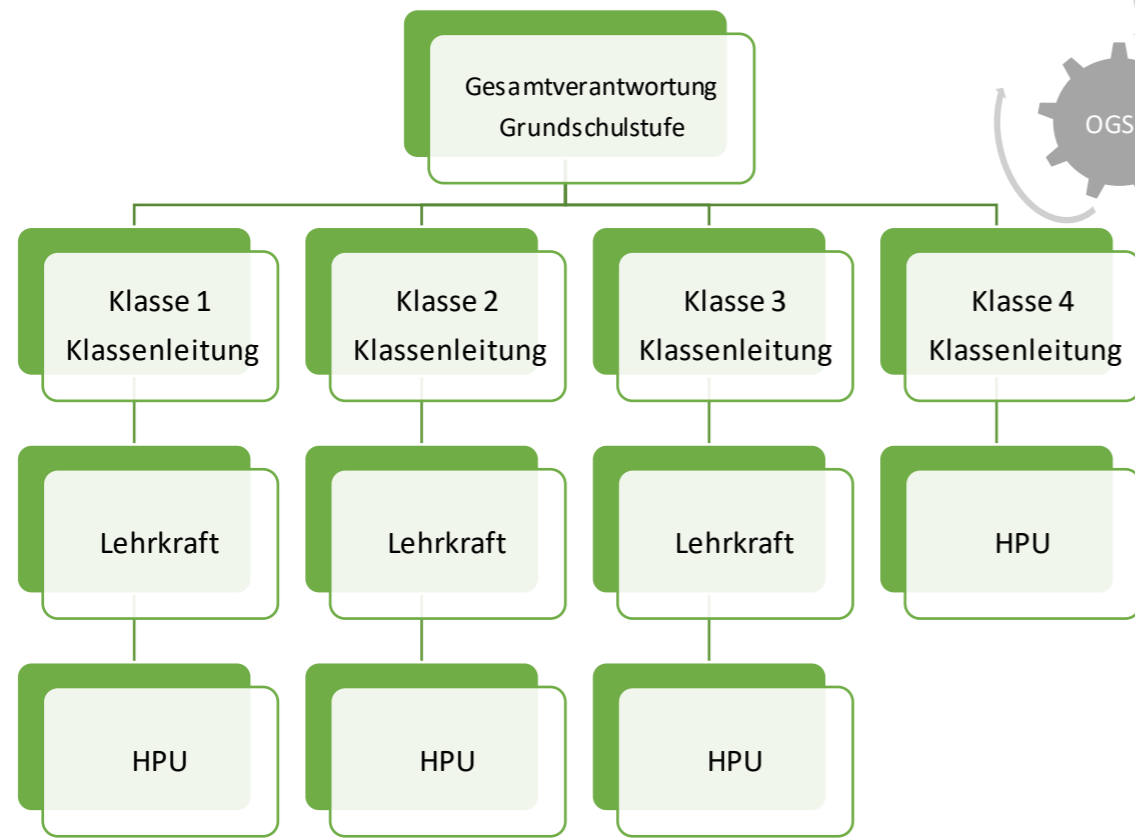 Gesamtverantwortung
Grundschulstufe
OGS
Klasse 1
Klassenleitung
Klasse 2
Klassenleitung
Klasse 3
Klassenleitung
Klasse 4
Klassenleitung
Lehrkraft
Lehrkraft
Lehrkraft
HPU
HPU
HPU
HPU